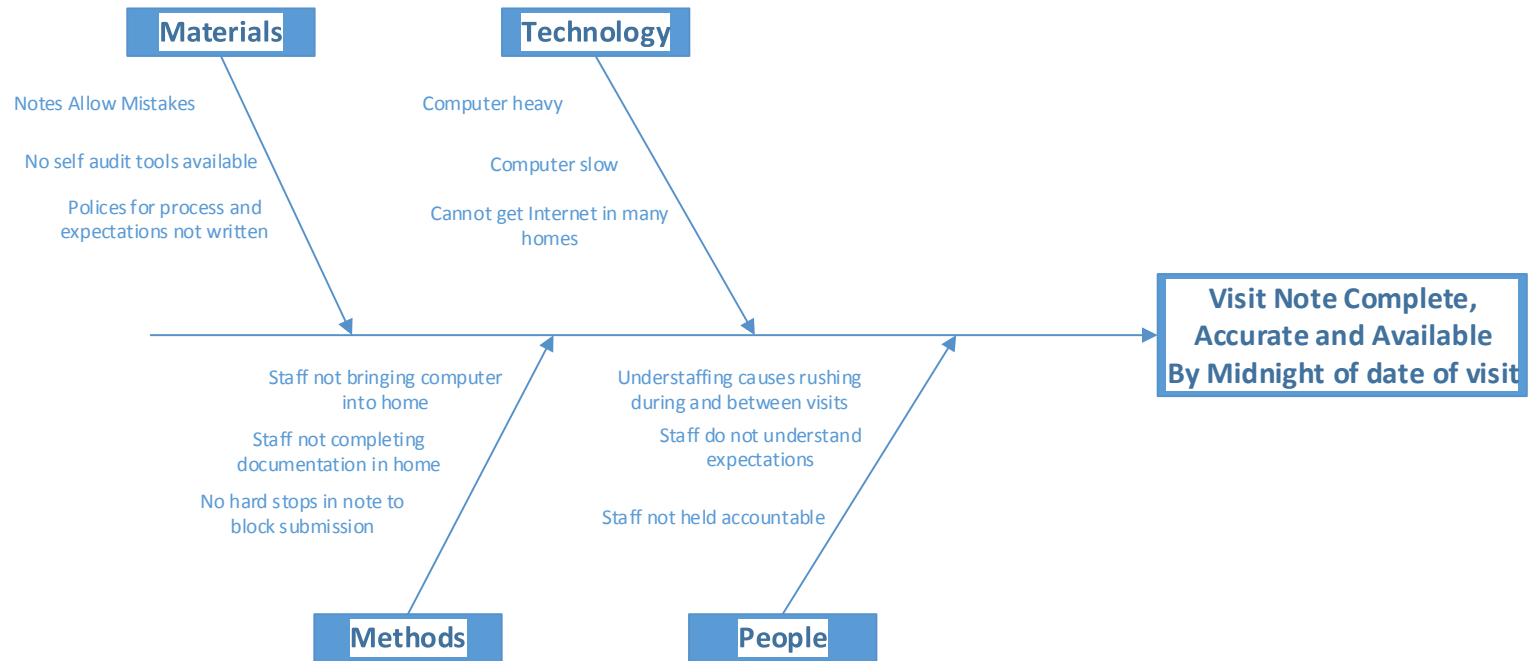 Materials
Technology
Notes Allow Mistakes
No self audit tools available
Polices for process and
expectations not written
Computer heavy
Computer slow
Cannot get Internet in many
homes
Visit Note Complete,
Accurate and Available
By Midnight of date of visit
Staff not bringing computer
into home
Staff not completing
documentation in home
No hard stops in note to
block submission
Understaffing causes rushing
during and between visits
Staff do not understand
expectations
Staff not held accountable
Methods
People